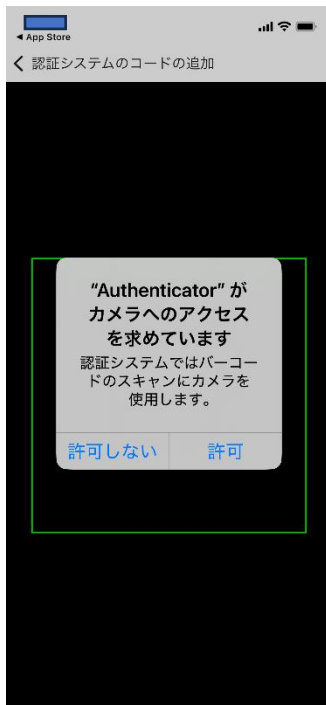 ◀ App Store
認証システムのコードの追加
“Authenticator” が
カメラへのアクセス
を求めています
認証システムではバーコー
ドのスキャンにカメラを
使用します。
許可しない
許可